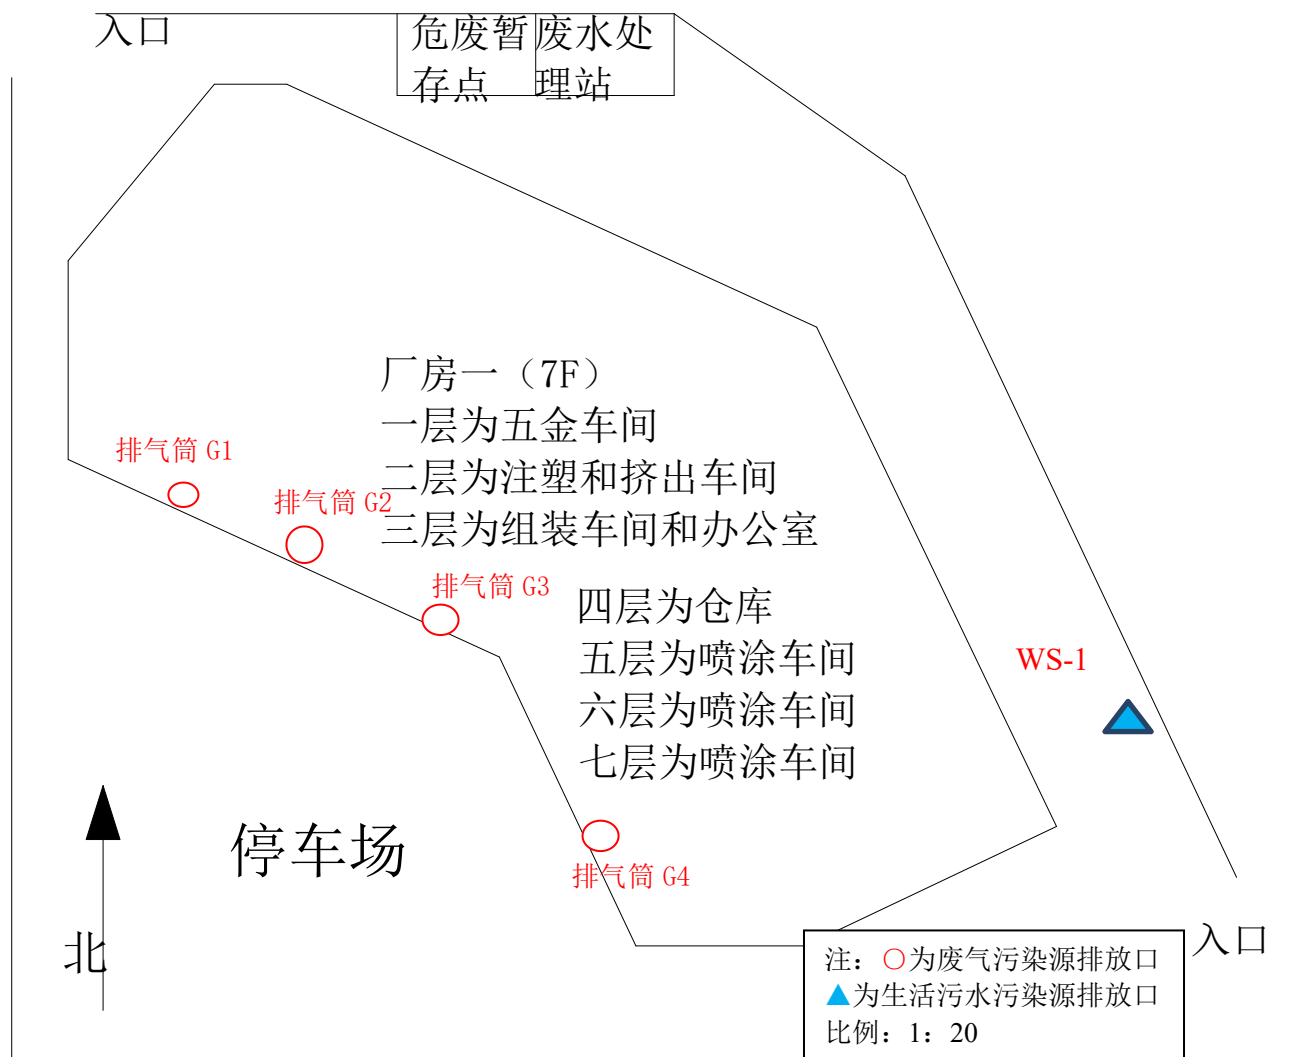 入口
危废暂
存点
废水处
理站
厂房一（7F）
一层为五金车间
二层为注塑和挤出车间
三层为组装车间和办公室
排气筒 G1
排气筒 G2
排气筒 G3
四层为仓库
五层为喷涂车间
六层为喷涂车间
七层为喷涂车间
WS-1
停车场
排气筒 G4
北
入口
注：○为废气污染源排放口
▲为生活污水污染源排放口
比例：1：20